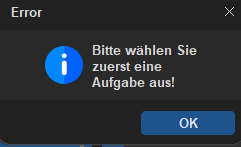 Error
Bitte wählen Sie
zuerst eine
Aufgabe aus!
OK